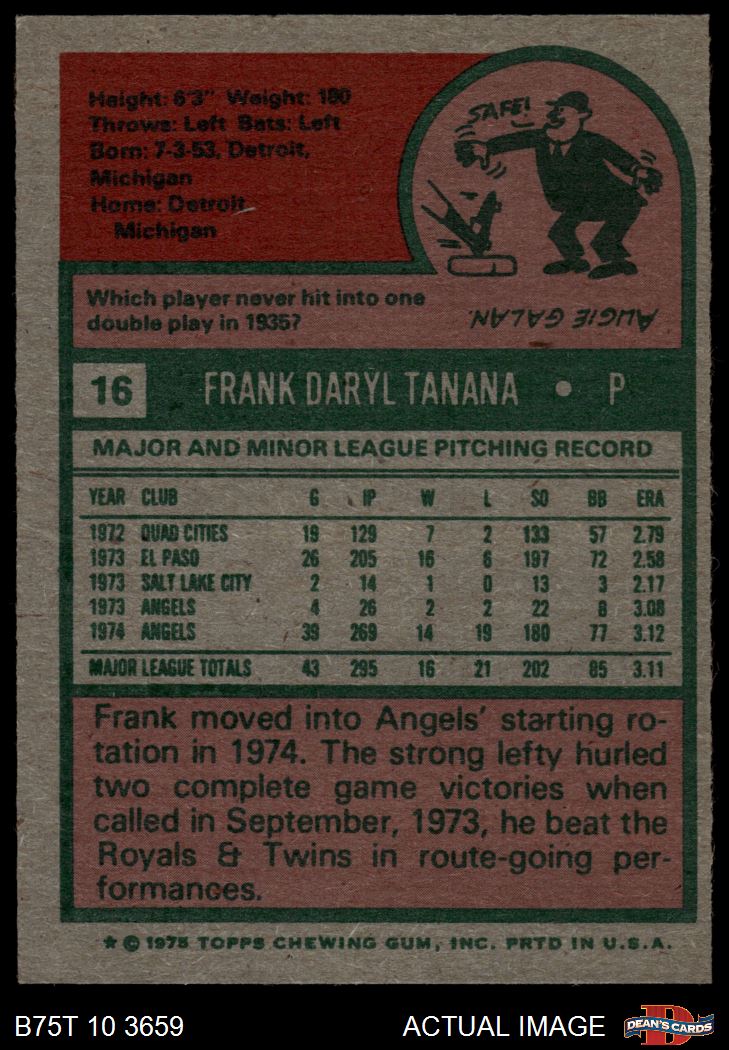 Height: 6'3" Weight: 180
Throws: Left Bats: Left
Born: 7-3-53, Detroit,
Michigan
Home: Detroit,
Michigan
SAFE!
Which player never hit into one
double play in 1935?
AUGIE GALAN.
16 FRANK DARYL TANANA • P
MAJOR AND MINOR LEAGUE PITCHING RECORD
YEAR CLUB G IP W L SO BB ERA
1972 QUAD CITIES 19 129 7 2 133 57 2.79
1973 EL PASO 26 205 16 6 197 72 2.58
1973 SALT LAKE CITY 2 14 1 0 13 3 2.17
1973 ANGELS 4 26 2 2 22 8 3.08
1974 ANGELS 39 269 14 19 180 77 3.12
MAJOR LEAGUE TOTALS 43 295 16 21 202 85 3.11
Frank moved into Angels' starting ro-
tation in 1974. The strong lefty hurled
two complete game victories when
called in September, 1973, he beat the
Royals & Twins in route-going per-
formances.
* © 1975 TOPPS CHEWING GUM, INC. PRTD IN U.S.A.
B75T 10 3659 ACTUAL IMAGE
DEAN'S CARDS